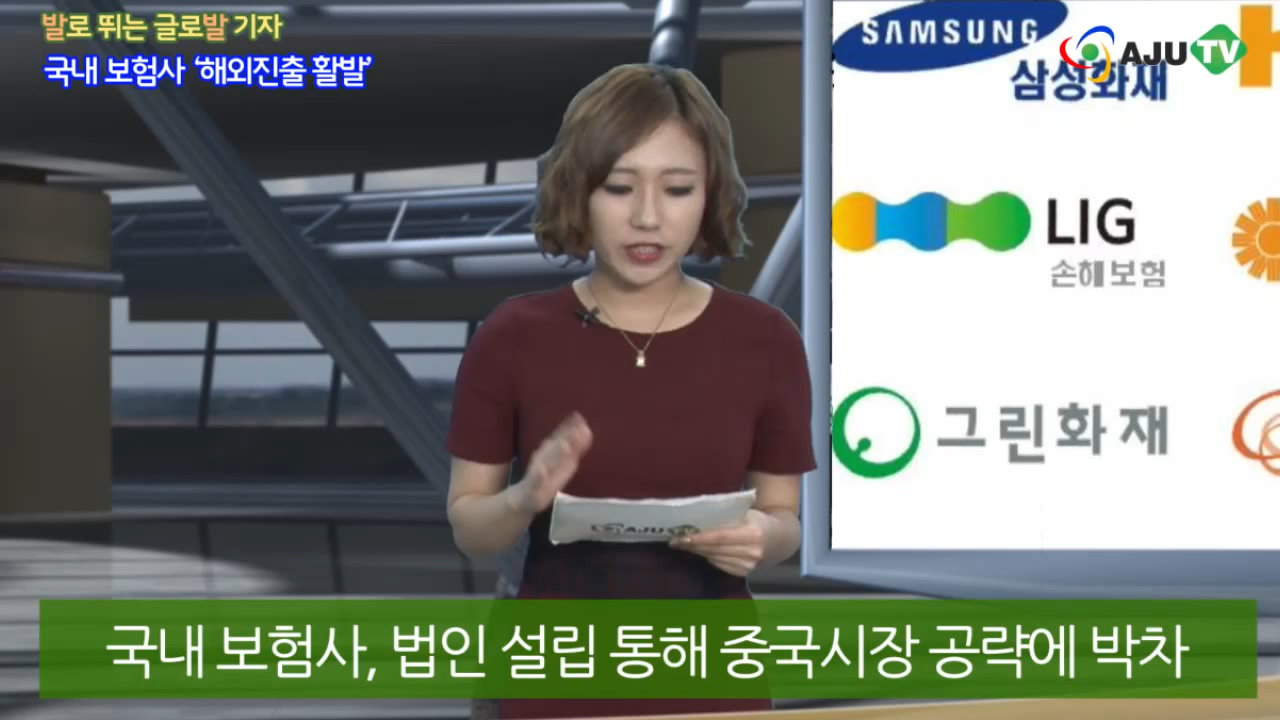 발로 뛰는 글로발 기자
국내 보험사 ‘해외진출 활발’
SAMSUNG
삼성화재
AJU TV
LIG
손해보험
그린화재
AJU TV
국내 보험사, 법인 설립 통해 중국시장 공략에 박차